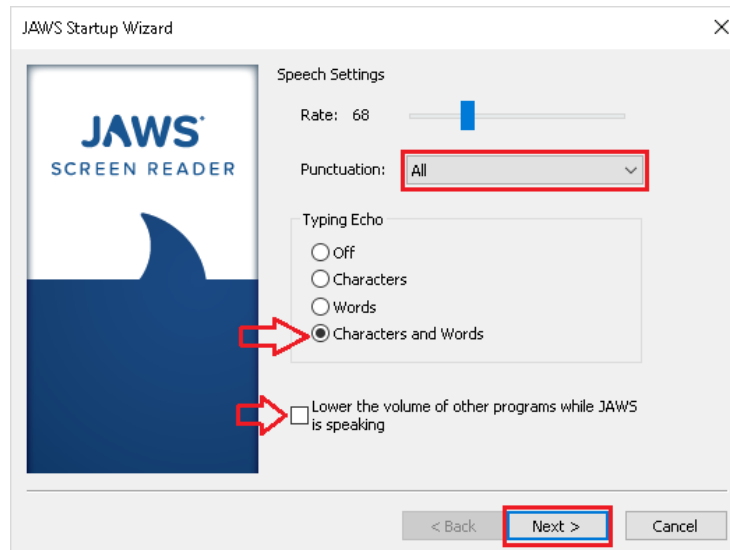 JAWS Startup Wizard
JAWS
SCREEN READER
Speech Settings
Rate: 68
Punctuation: All
Typing Echo
Off
Characters
Words
Characters and Words
Lower the volume of other programs while JAWS
is speaking
< Back Next > Cancel